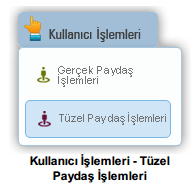 Kullanıcı İşlemleri
Gerçek Paydaş
İşlemleri
Tüzel Paydaş İşlemleri
Kullanıcı İşlemleri - Tüzel
Paydaş İşlemleri